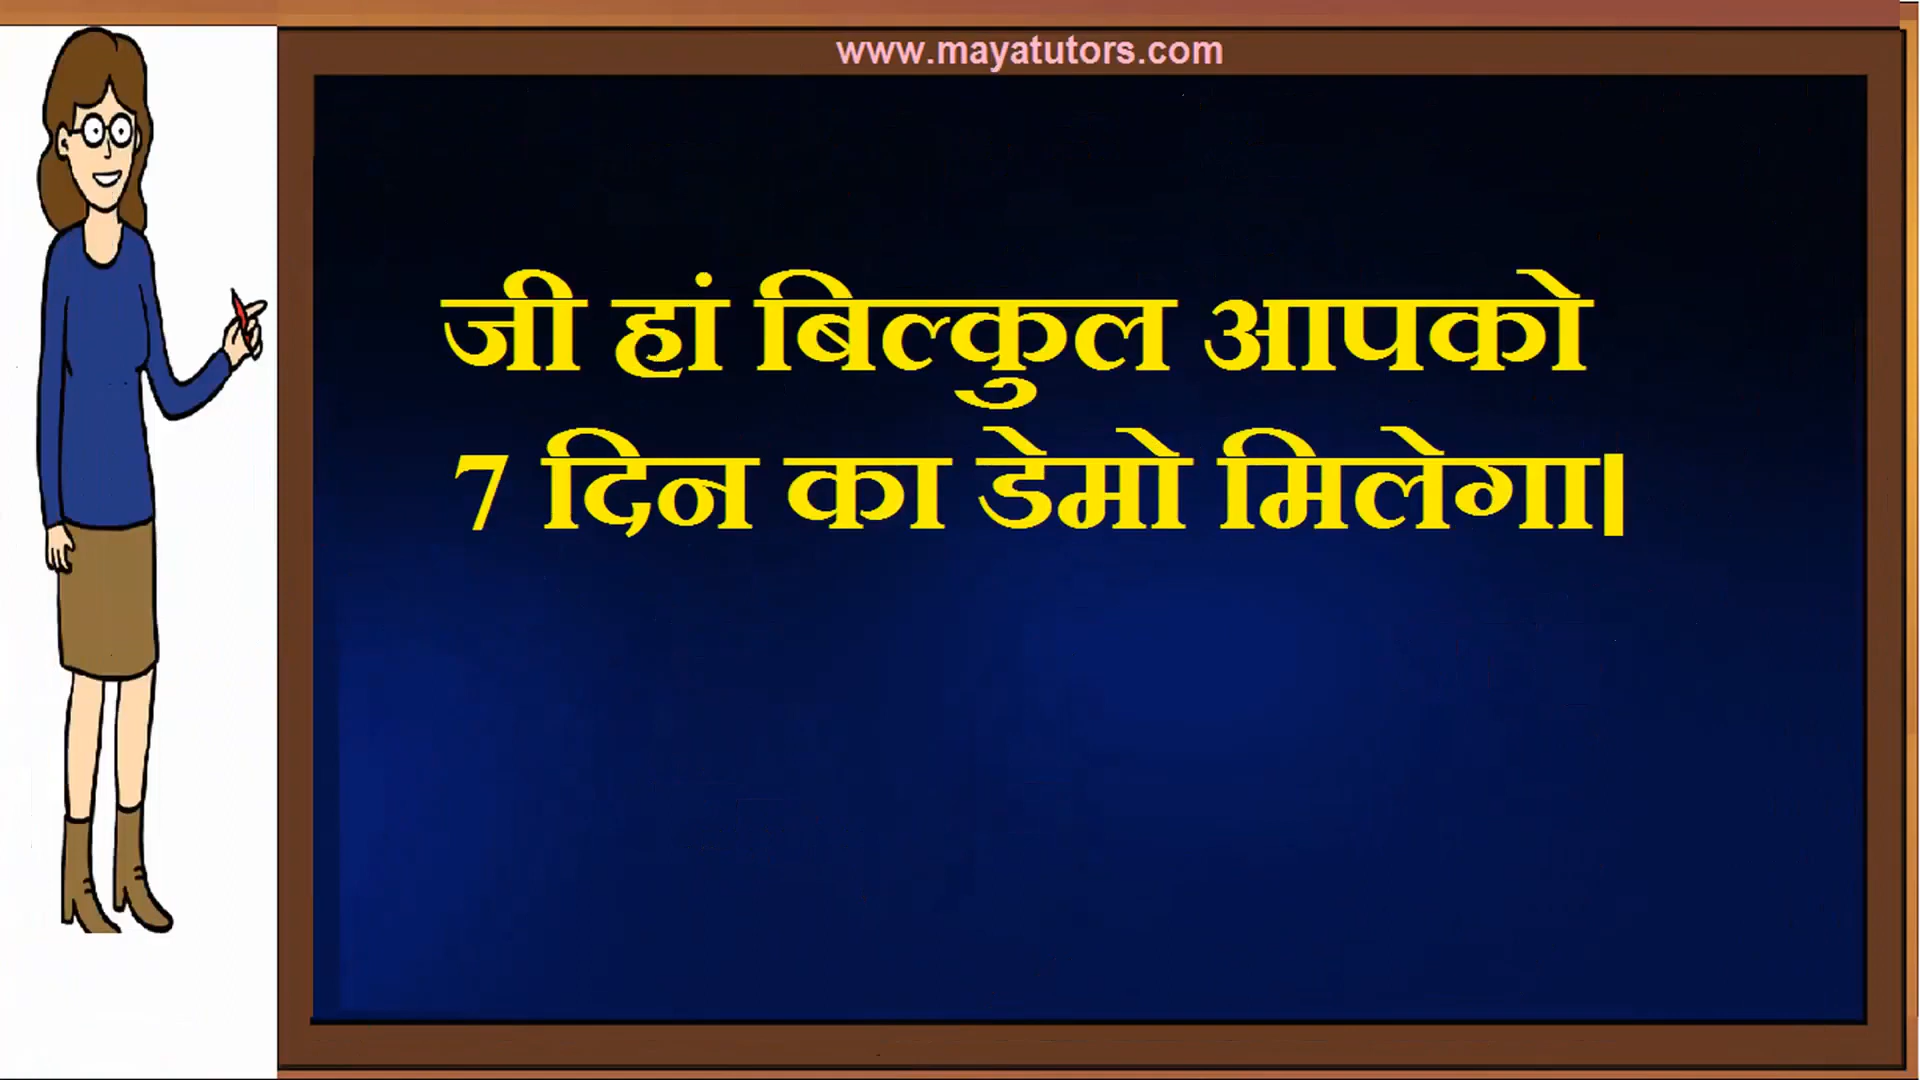 www.mayatutors.com
जी हां बिल्कुल आपको
7 दिन का डेमो मिलेगा।